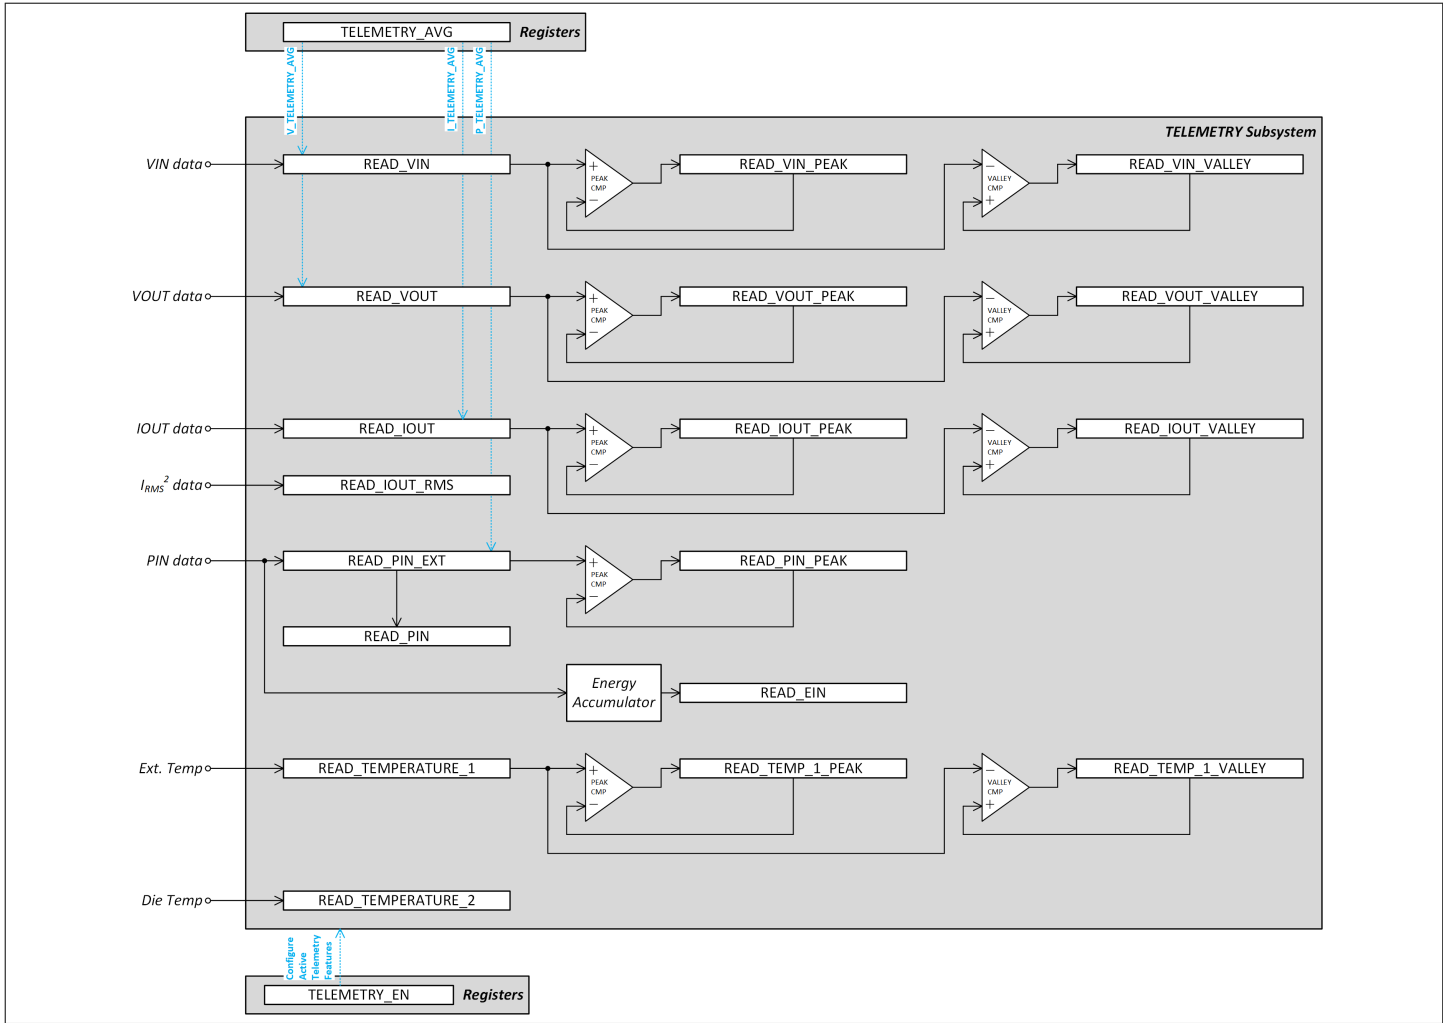 TELEMETRY_AVG Registers
V_TELEMETRY_AVG
I_TELEMETRY_AVG
P_TELEMETRY_AVG
TELEMETRY Subsystem
VIN data READ_VIN + PEAK CMP − READ_VIN_PEAK − VALLEY CMP + READ_VIN_VALLEY
VOUT data READ_VOUT + PEAK CMP − READ_VOUT_PEAK − VALLEY CMP + READ_VOUT_VALLEY
IOUT data READ_IOUT + PEAK CMP − READ_IOUT_PEAK − VALLEY CMP + READ_IOUT_VALLEY
I_RMS² data READ_IOUT_RMS
PIN data READ_PIN_EXT + PEAK CMP − READ_PIN_PEAK
READ_PIN
Energy
Accumulator
READ_EIN
Ext. Temp READ_TEMPERATURE_1 + PEAK CMP − READ_TEMP_1_PEAK − VALLEY CMP + READ_TEMP_1_VALLEY
Die Temp READ_TEMPERATURE_2
Configure
Active
Telemetry
Features
TELEMETRY_EN Registers